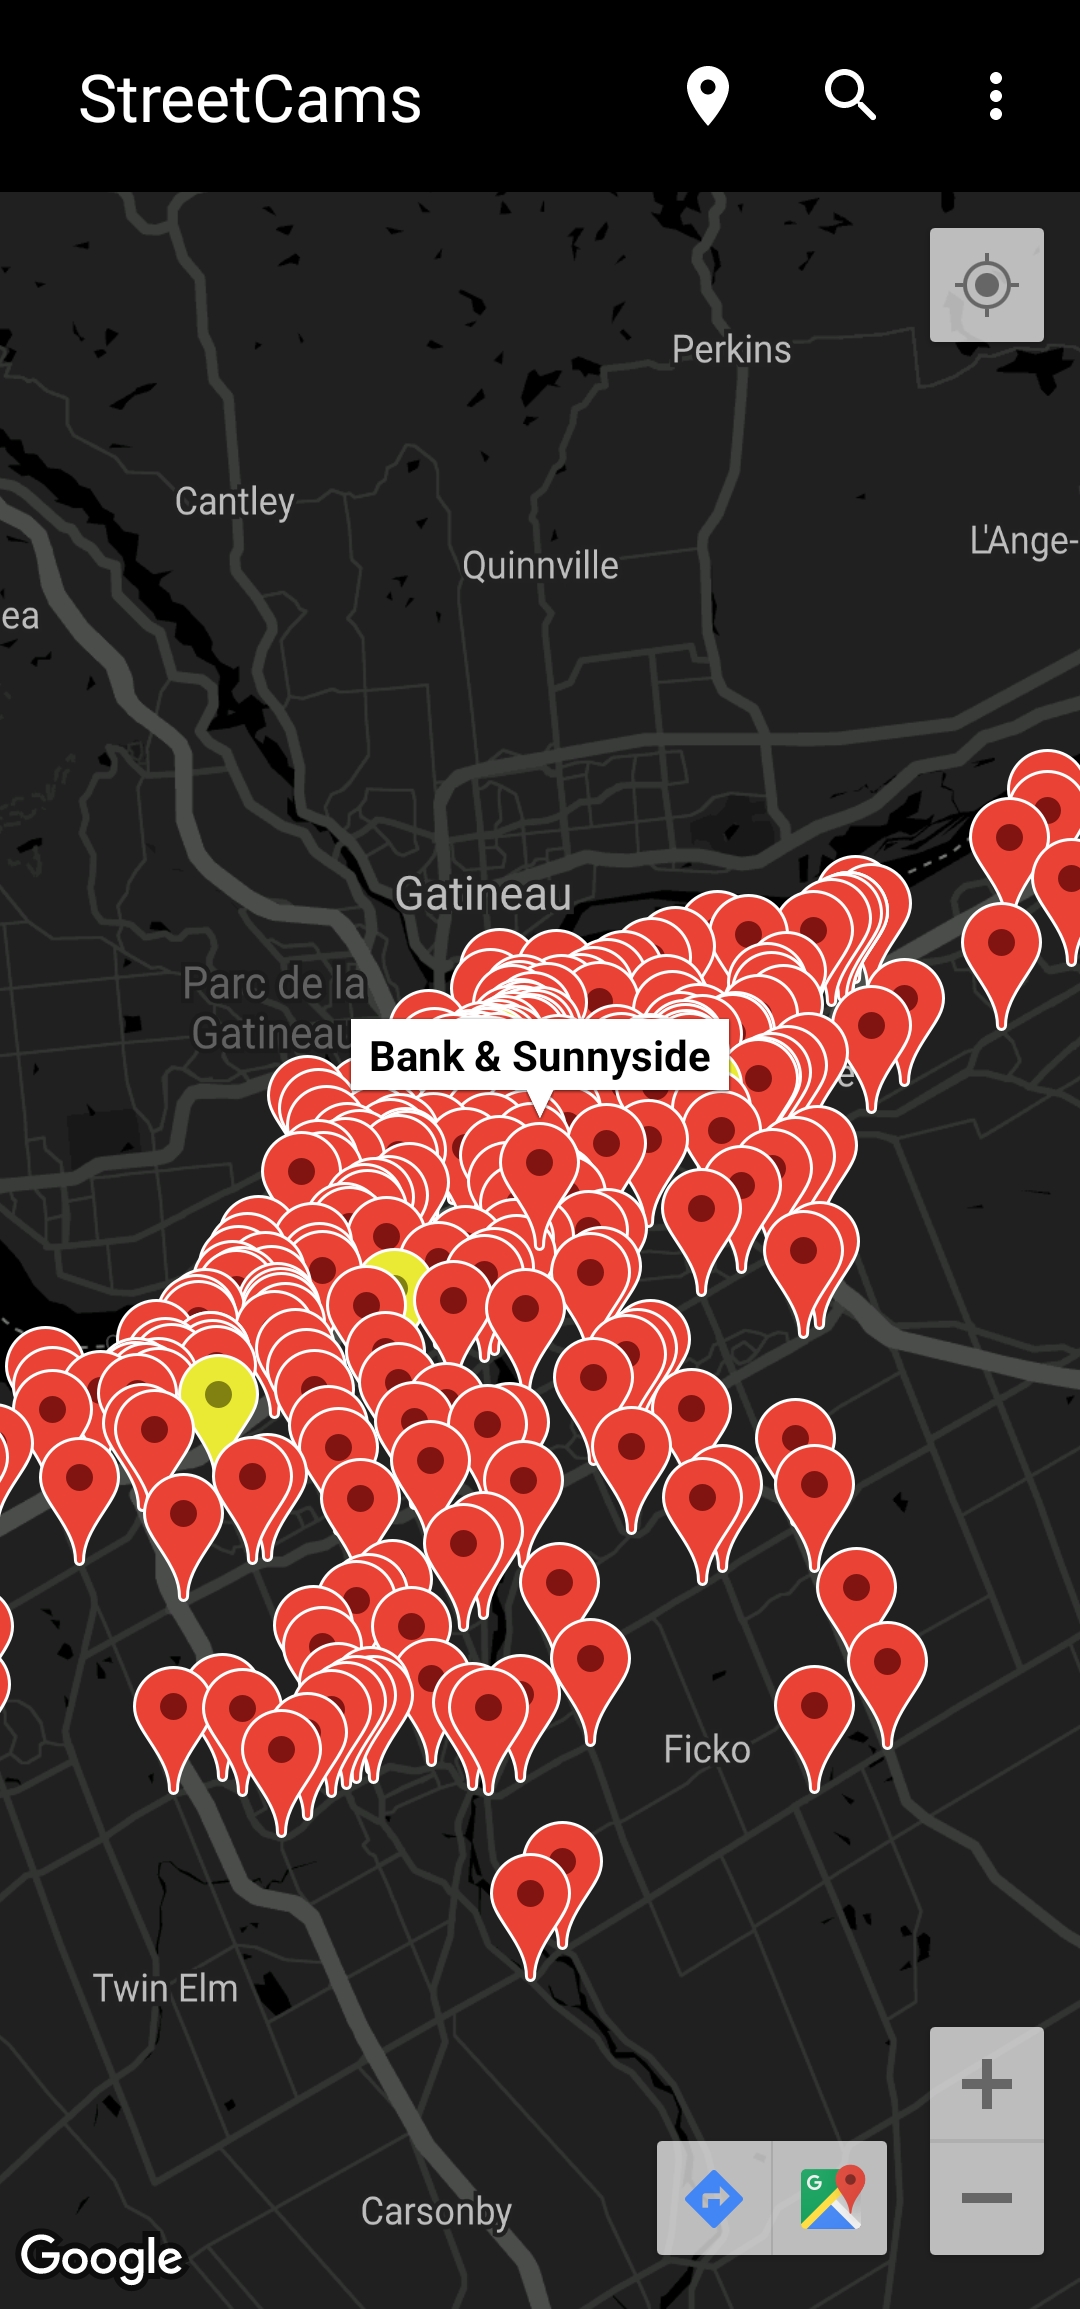 StreetCams
Perkins
Cantley
Quinnville
L'Ange-
ea
Gatineau
Parc de la
Gatineau
Bank & Sunnyside
e
Ficko
Twin Elm
Carsonby
G
Google